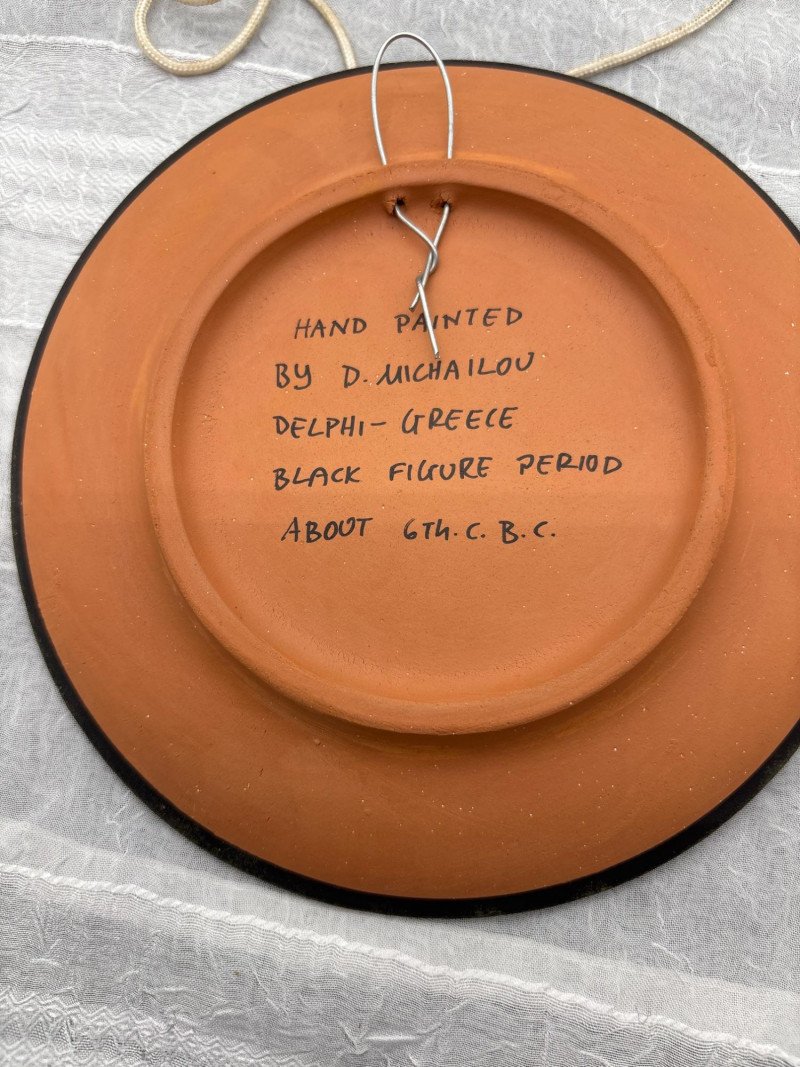 HAND PAINTED
BY D. MICHAILOU
DELPHI - GREECE
BLACK FIGURE PERIOD
ABOUT 6Th. C. B. C.